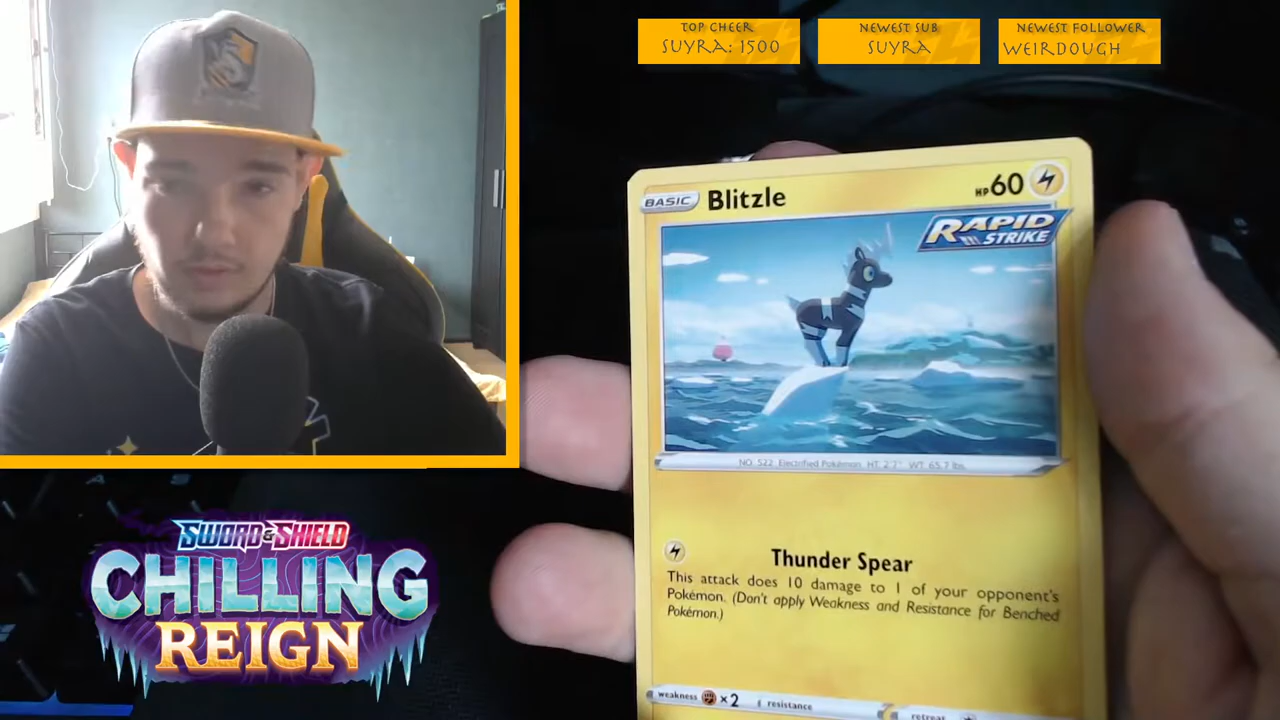 TOP CHEER
SUYRA: 1500
NEWEST SUB
SUYRA
NEWEST FOLLOWER
WEIRDOUGH
BASIC Blitzle HP 60
RAPID
STRIKE
NO. 522 Electrified Pokémon HT: 2'7" WT: 65.7 lbs.
Thunder Spear
This attack does 10 damage to 1 of your opponent's
Pokémon. (Don't apply Weakness and Resistance for Benched
Pokémon.)
weakness ×2 resistance retreat
SWORD & SHIELD
CHILLING
REIGN